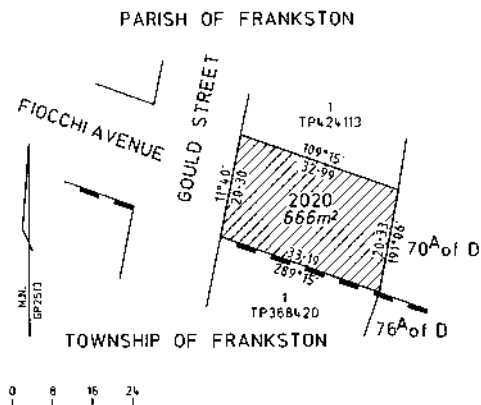 PARISH OF FRANKSTON
FIOCCHI AVENUE
GOULD STREET
1
TP424113
109°15'
32·99
11°40'
20·30
2020
666m²
20·33
191°06'
70A of D
33·19
289°15'
1
TP368420
76A of D
M.N.
TOWNSHIP OF FRANKSTON
0 8 16 24